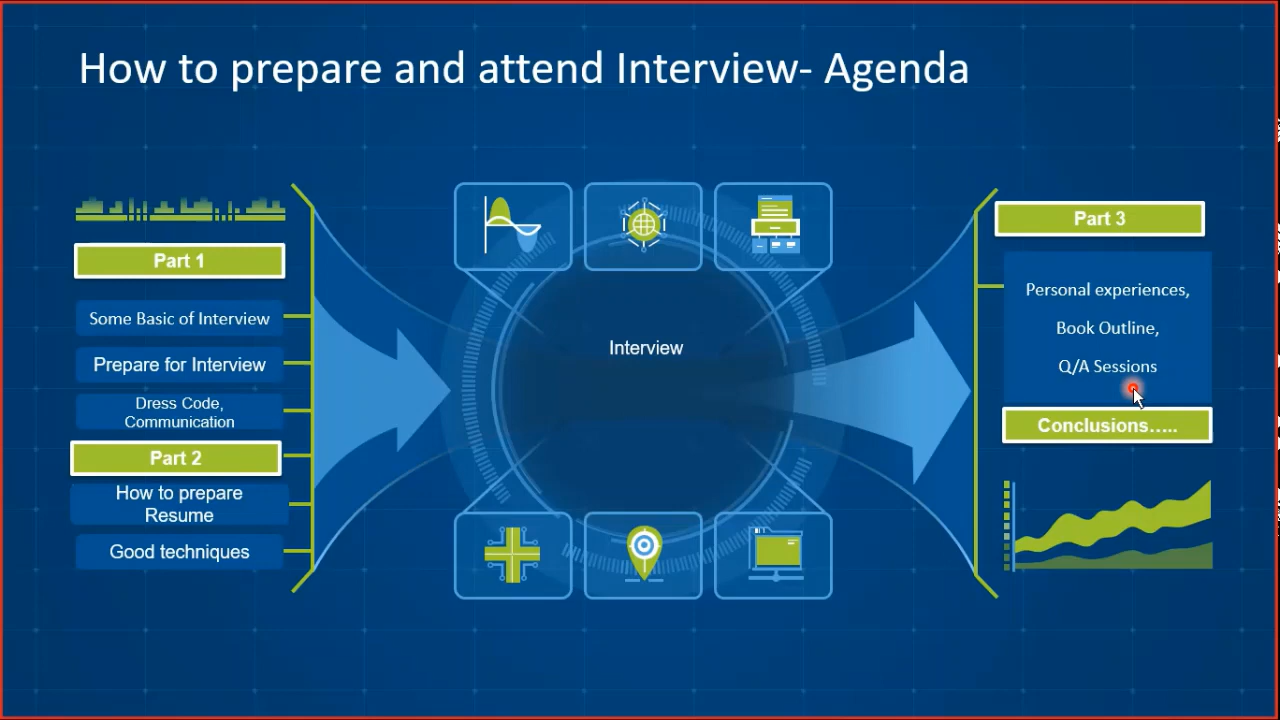 How to prepare and attend Interview- Agenda
Part 1
Some Basic of Interview
Prepare for Interview
Dress Code,
Communication
Part 2
How to prepare
Resume
Good techniques
Interview
Part 3
Personal experiences,
Book Outline,
Q/A Sessions
Conclusions…..